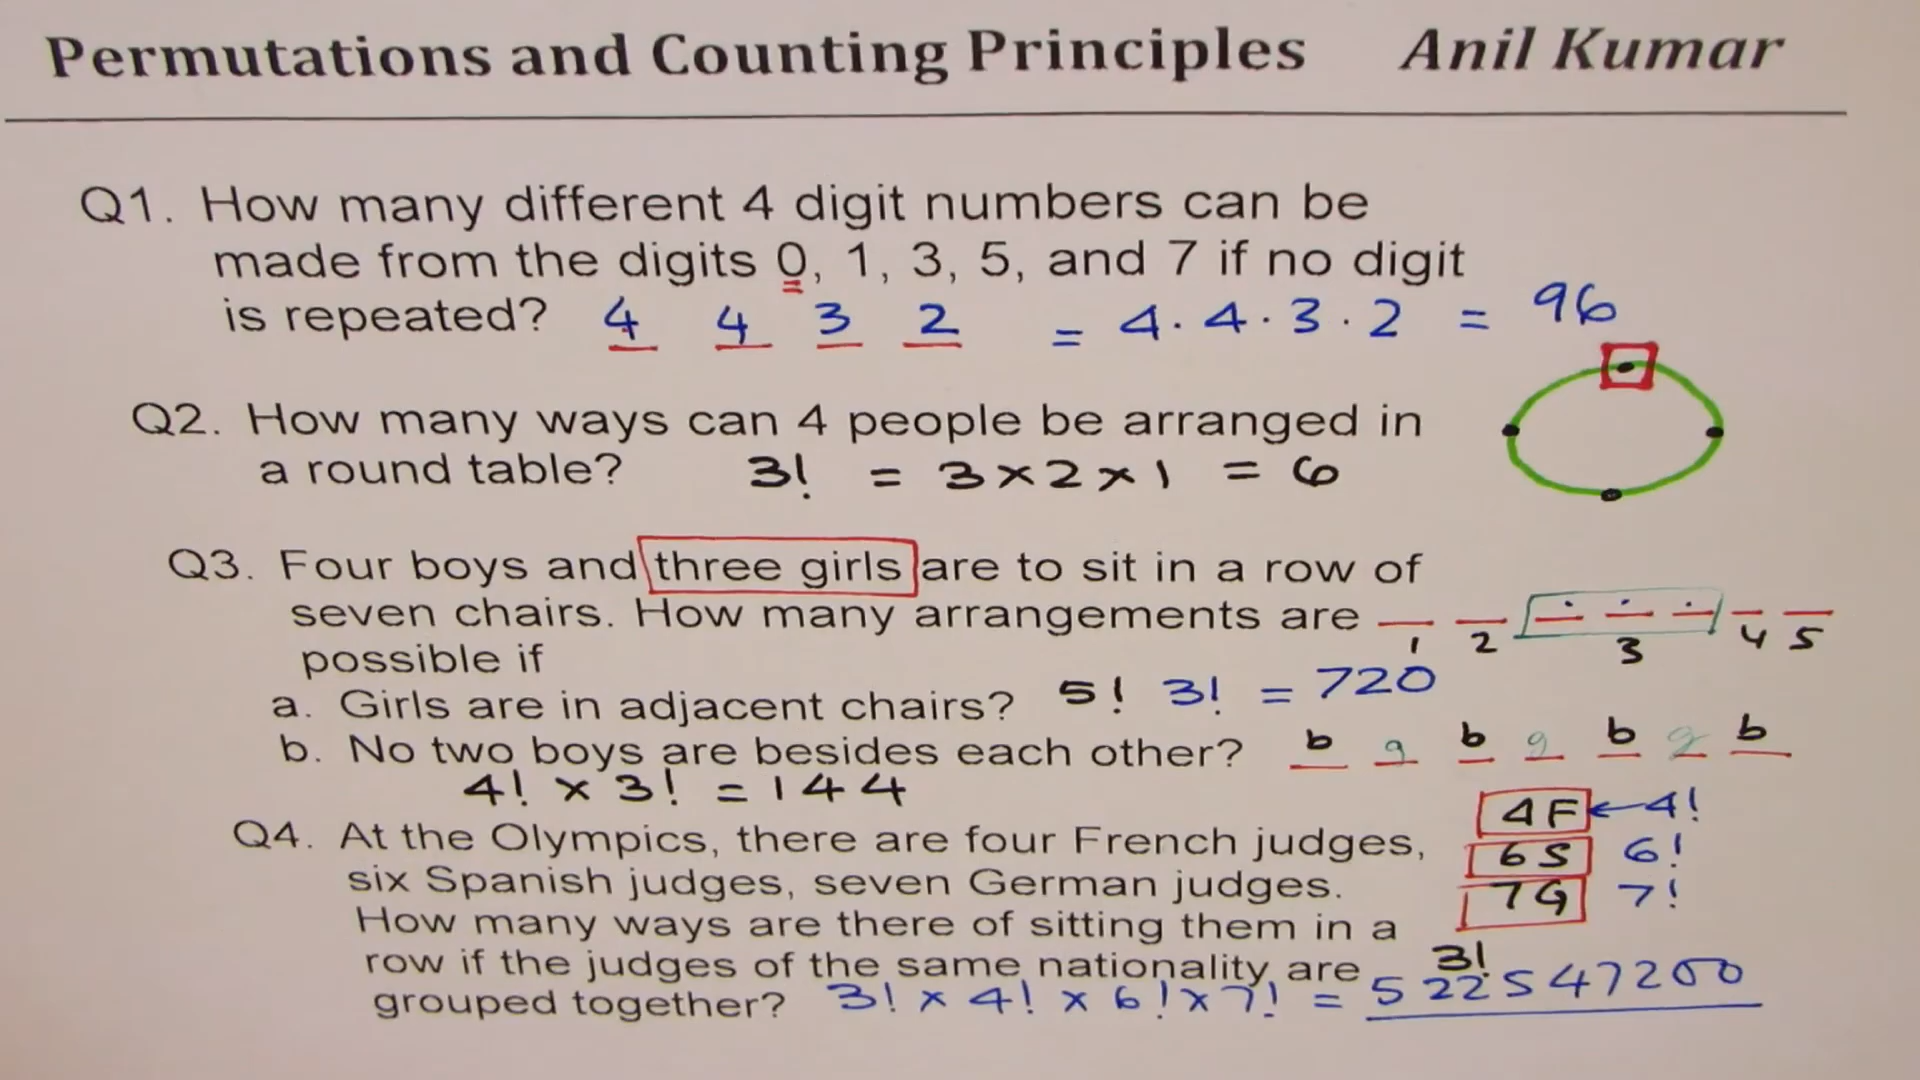 Permutations and Counting Principles Anil Kumar
Q1. How many different 4 digit numbers can be
made from the digits 0, 1, 3, 5, and 7 if no digit
is repeated? 4 4 3 2 = 4 · 4 · 3 · 2 = 96
Q2. How many ways can 4 people be arranged in
a round table? 3! = 3 × 2 × 1 = 6
Q3. Four boys and three girls are to sit in a row of
seven chairs. How many arrangements are
1 2 3 4 5
possible if
a. Girls are in adjacent chairs? 5! 3! = 720
b. No two boys are besides each other? b g b g b g b
4! × 3! = 144
4F ← 4!
Q4. At the Olympics, there are four French judges,
6S 6!
six Spanish judges, seven German judges.
7G 7!
How many ways are there of sitting them in a
row if the judges of the same nationality are 3!
grouped together? 3! × 4! × 6! × 7! = 522547200